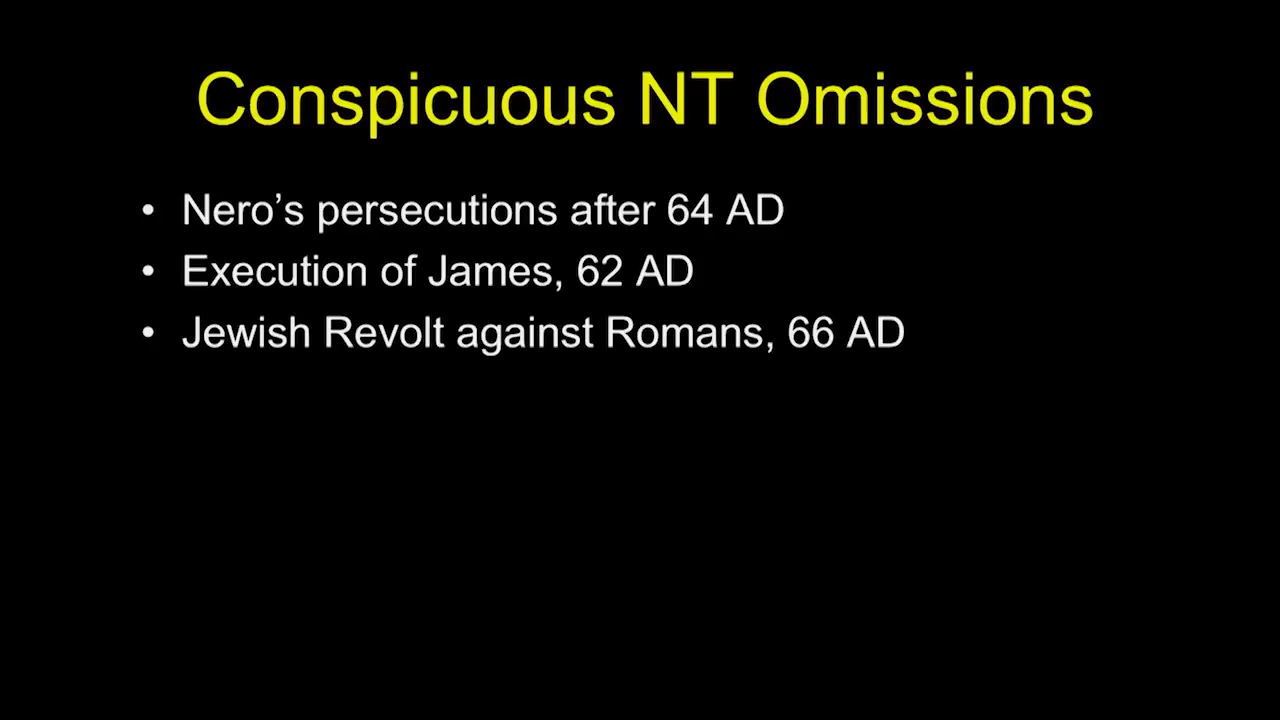 Conspicuous NT Omissions
• Nero’s persecutions after 64 AD
• Execution of James, 62 AD
• Jewish Revolt against Romans, 66 AD